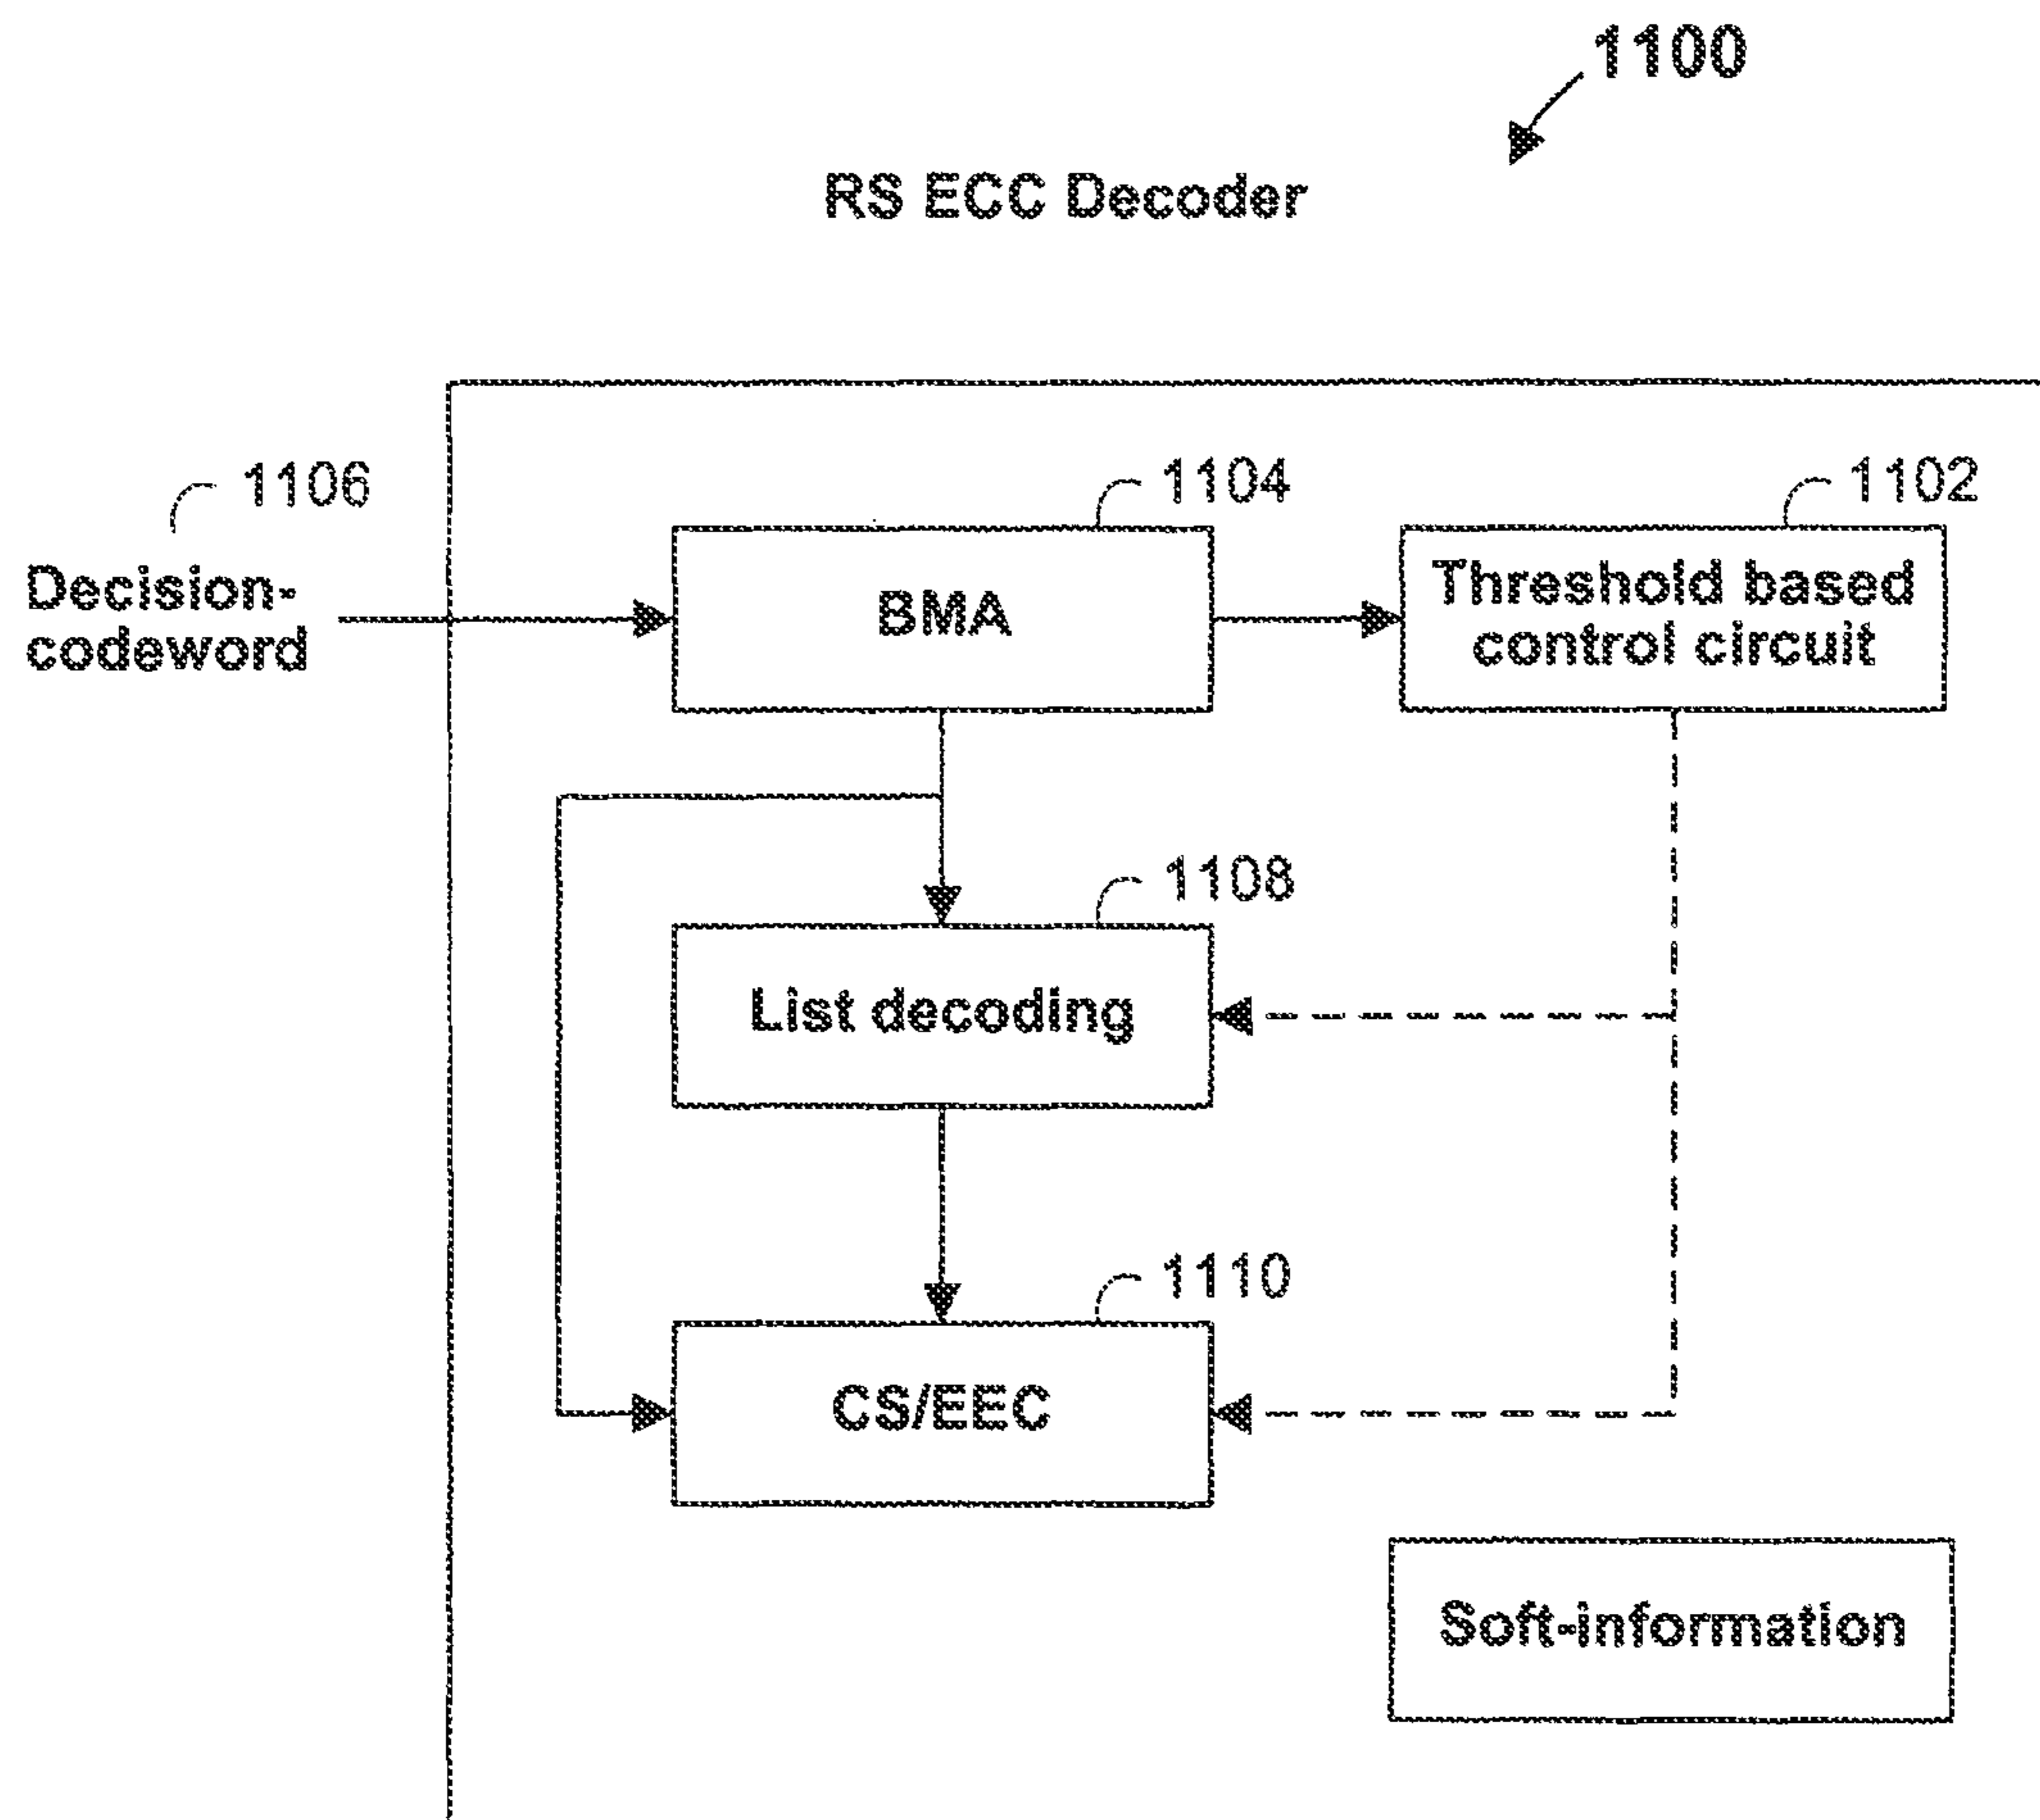 1100
RS ECC Decoder
1106
1104
1102
Decision-
codeword
BMA
Threshold based
control circuit
1108
List decoding
1110
CS/EEC
Soft-information